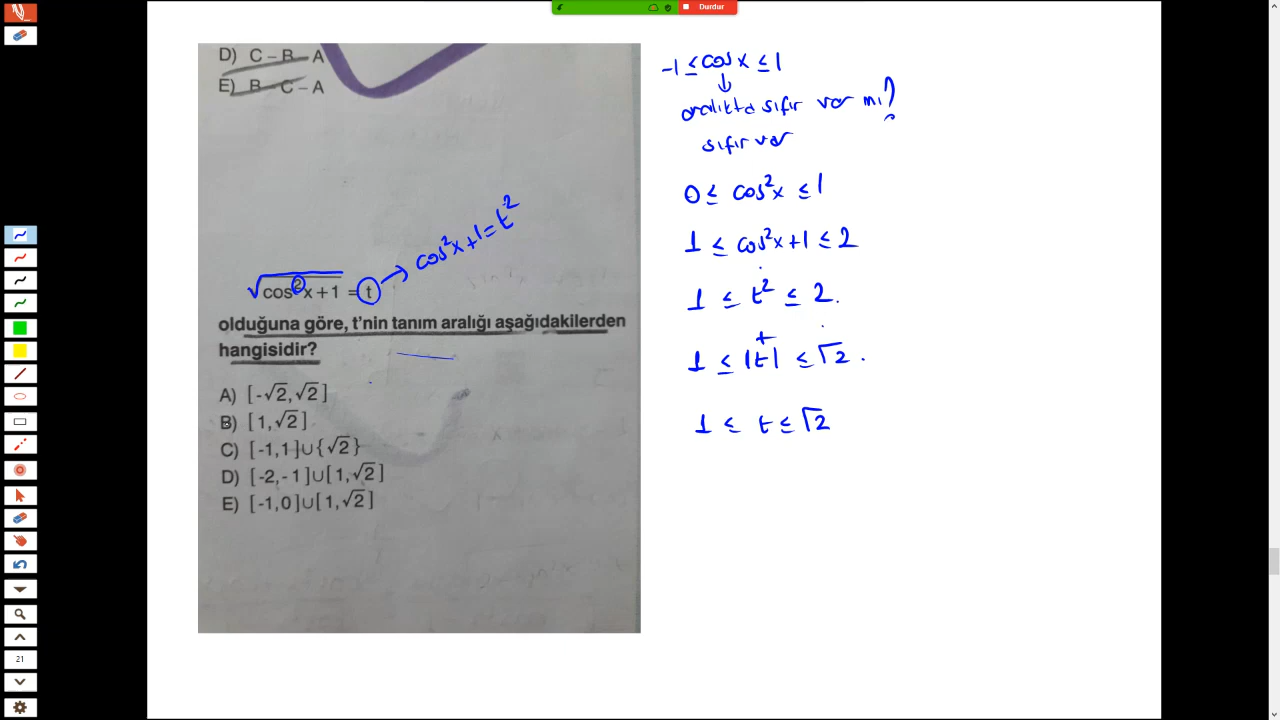 Durdur
D) C – B – A
E) B – C – A
√cos²x+1 = t → cos²x+1 = t²
olduğuna göre, t'nin tanım aralığı aşağıdakilerden
hangisidir?
A) [-√2,√2]
B) [1,√2]
C) [-1,1]∪{√2}
D) [-2,-1]∪[1,√2]
E) [-1,0]∪[1,√2]
-1 ≤ cosx ≤ 1
↓
aralıkta sıfır var mı?
sıfır var
0 ≤ cos²x ≤ 1
1 ≤ cos²x+1 ≤ 2
1 ≤ t² ≤ 2.
+
1 ≤ |t| ≤ √2.
1 ≤ t ≤ √2
21